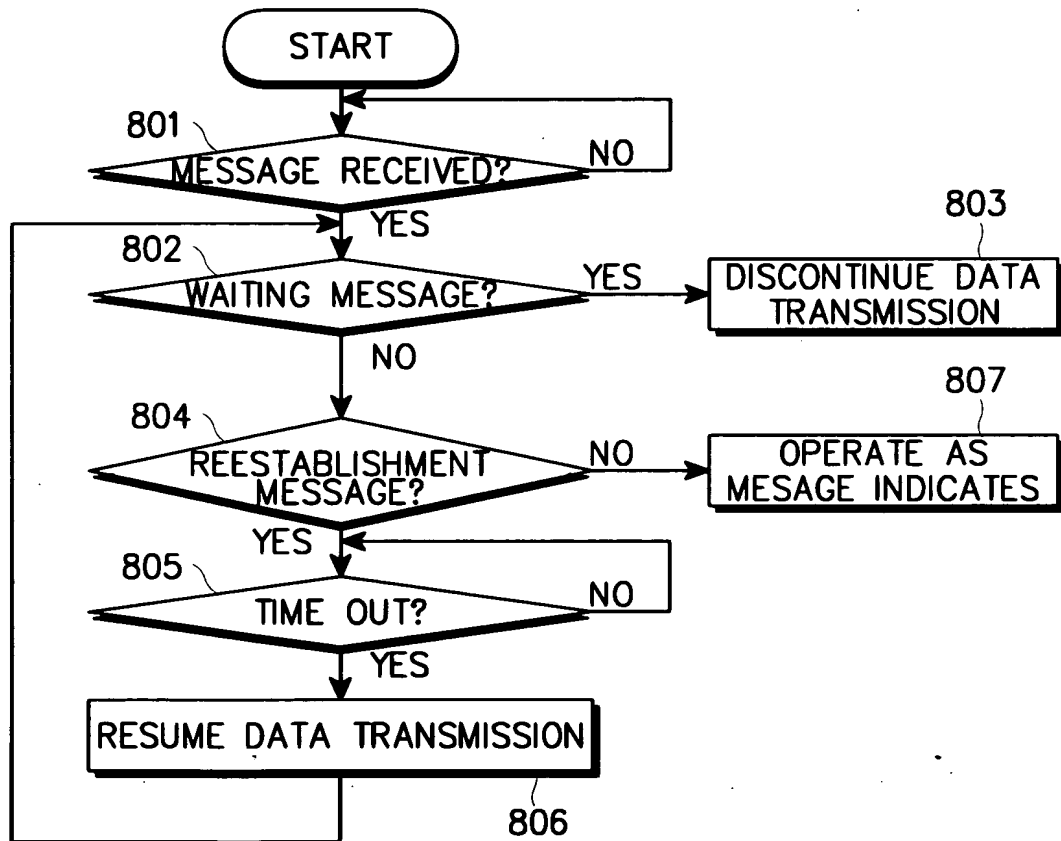 START
801
MESSAGE RECEIVED?
NO
YES
802
WAITING MESSAGE?
YES
803
DISCONTINUE DATA
TRANSMISSION
NO
804
REESTABLISHMENT
MESSAGE?
NO
807
OPERATE AS
MESAGE INDICATES
YES
805
TIME OUT?
NO
YES
RESUME DATA TRANSMISSION
806